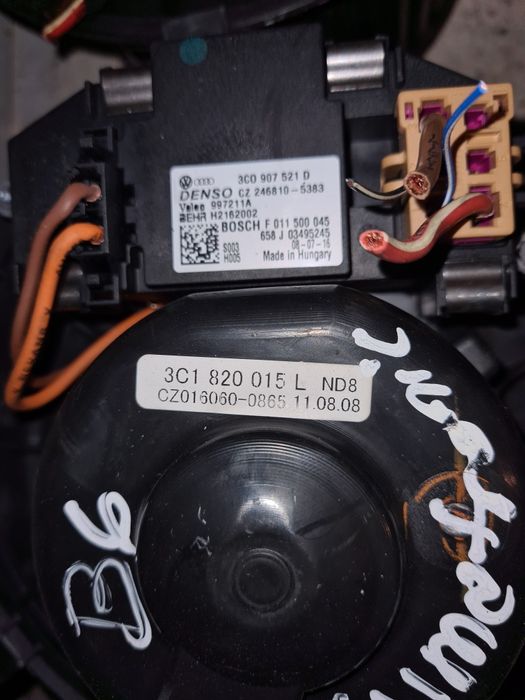 3C0 907 521 D
DENSO CZ 246810-5383
Valeo 997211A
BEHR H2162002
BOSCH F 011 500 045
658 J 03495245
S003
H005
08-07-16
Made in Hungary
3C1 820 015 L ND8
CZ016060-0865 11.08.08
B6